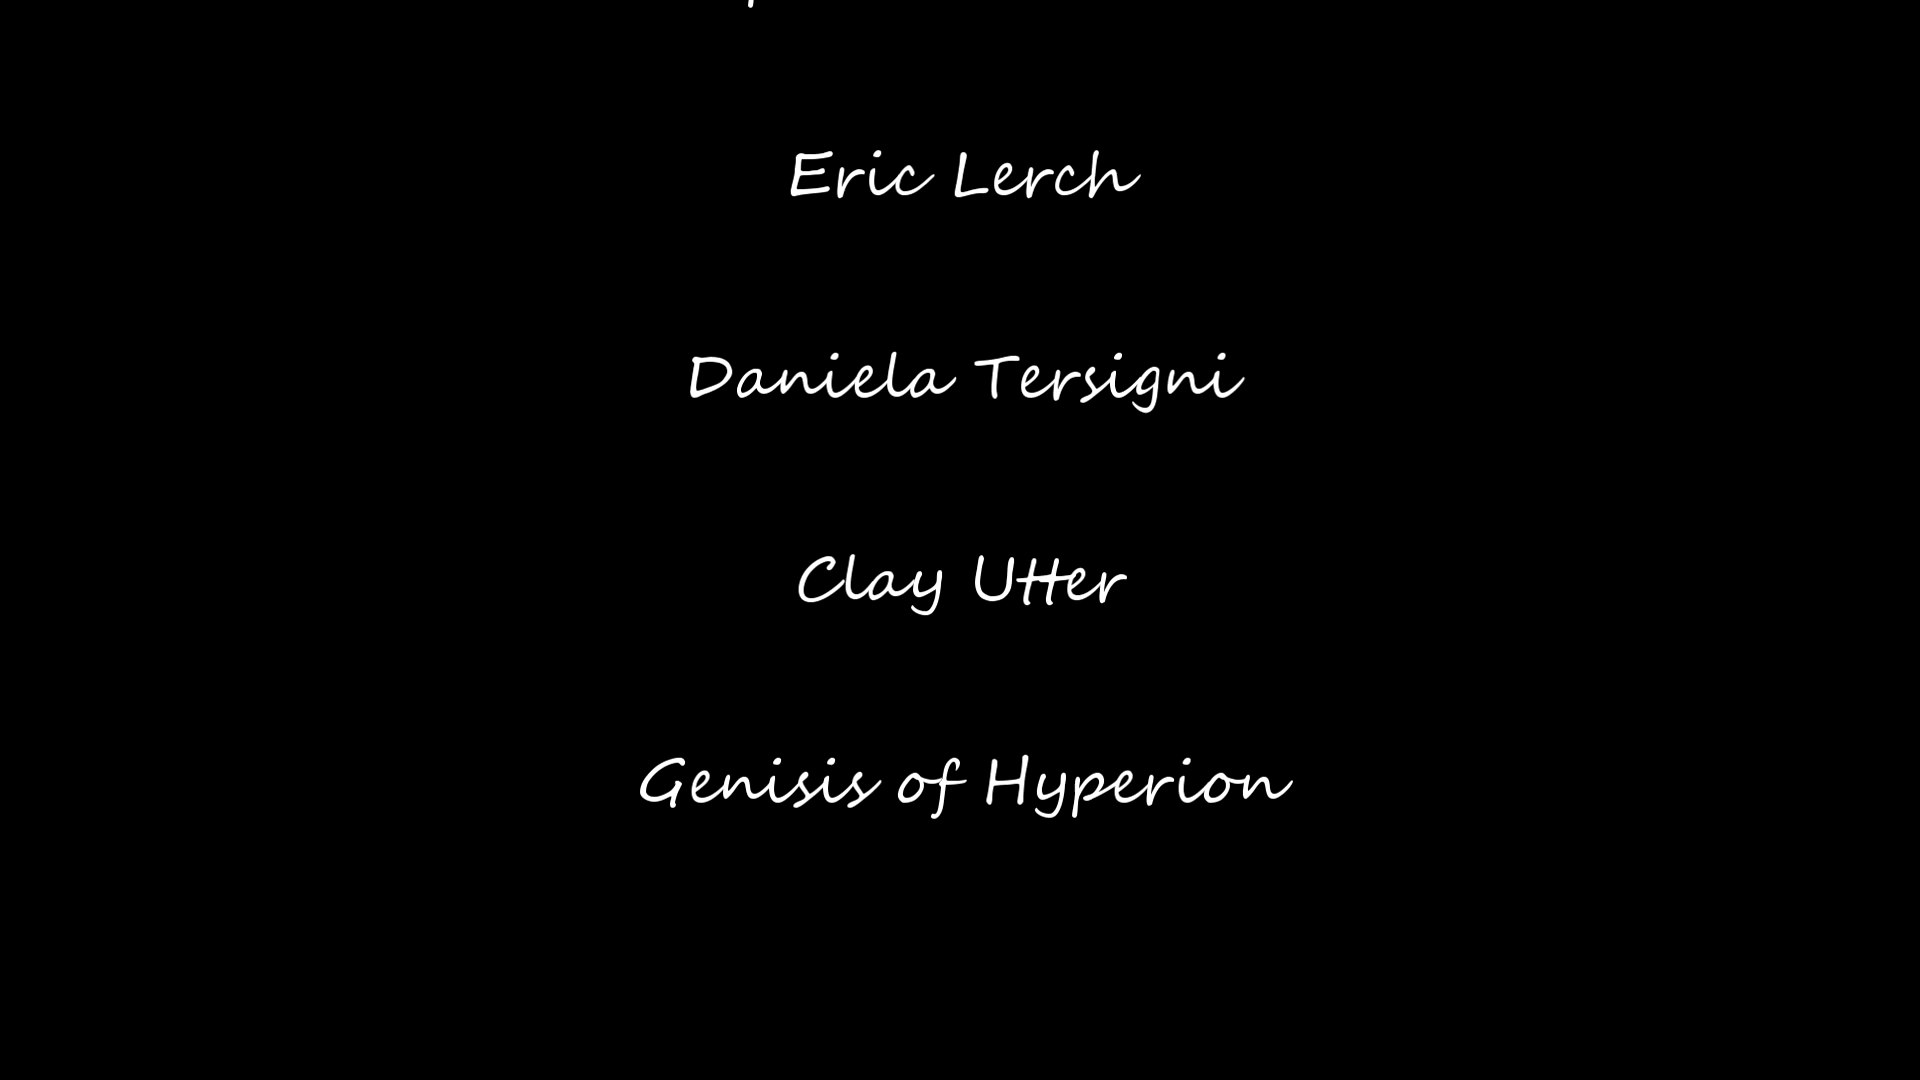 Eric Lerch
Daniela Tersigni
Clay Utter
Genisis of Hyperion